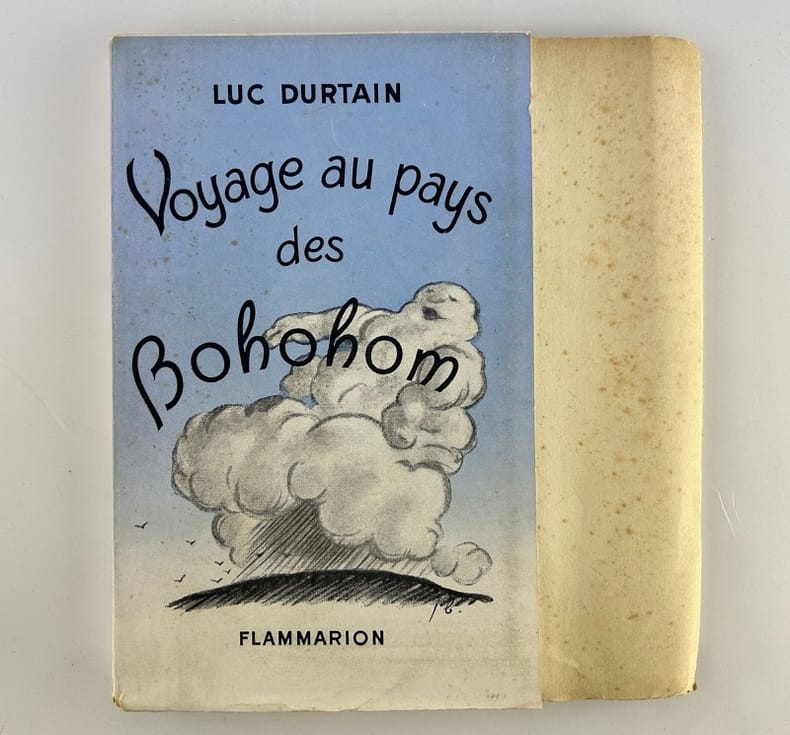 LUC DURTAIN
Voyage au pays
des
Bohohom
FLAMMARION